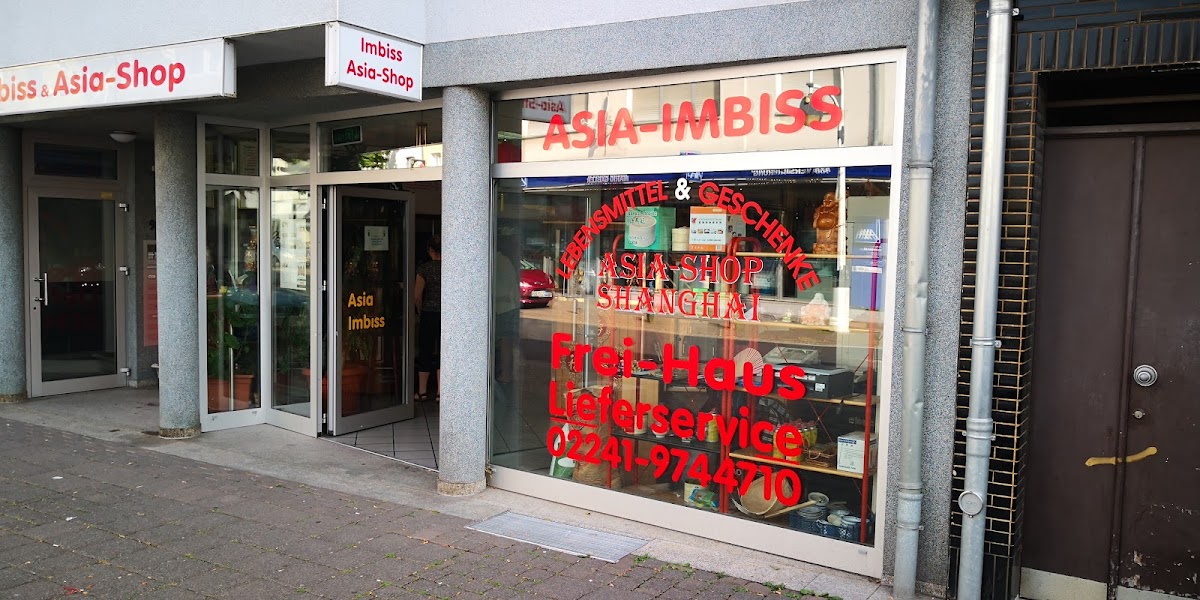 biss & Asia-Shop
Imbiss
Asia-Shop
ASIA-IMBISS
LEBENSMITTEL & GESCHENKE
ASIA-SHOP
SHANGHAI
Asia
Imbiss
Frei-Haus
Lieferservice
02241-9744710